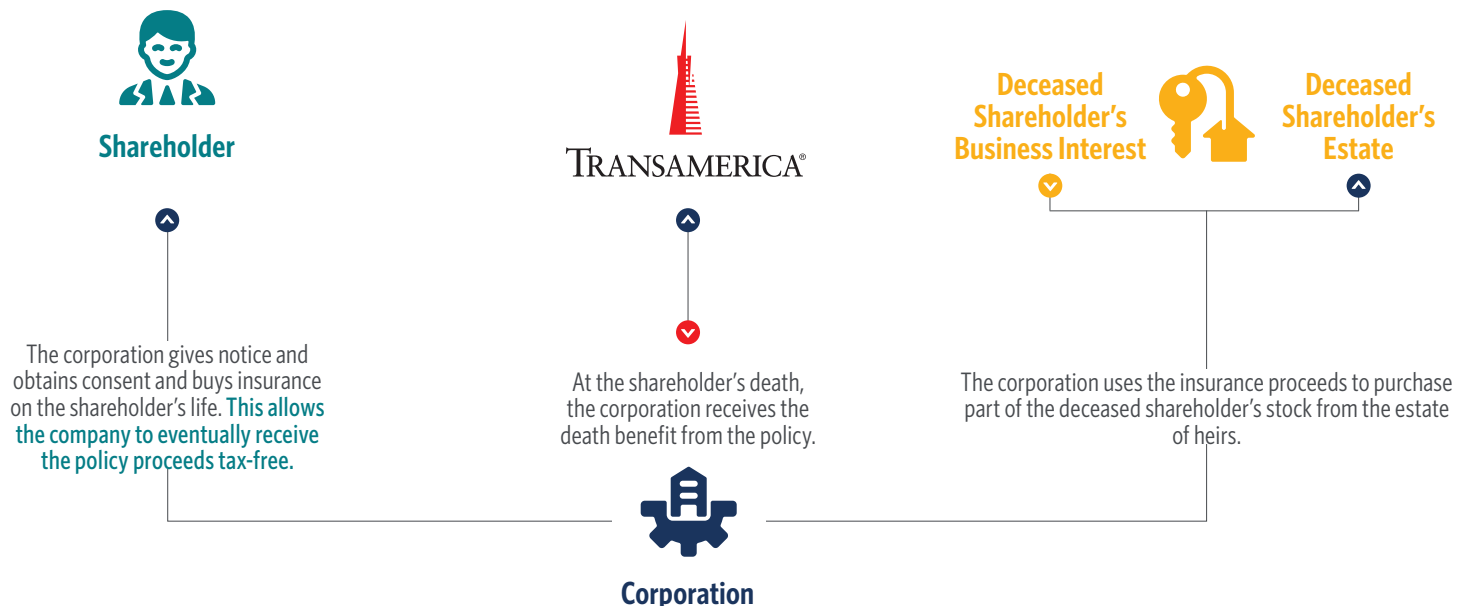 Shareholder
The corporation gives notice and
obtains consent and buys insurance
on the shareholder's life. This allows
the company to eventually receive
the policy proceeds tax-free.
TRANSAMERICA®
At the shareholder's death,
the corporation receives the
death benefit from the policy.
Deceased
Shareholder's
Business Interest
Deceased
Shareholder's
Estate
The corporation uses the insurance proceeds to purchase
part of the deceased shareholder's stock from the estate
of heirs.
Corporation